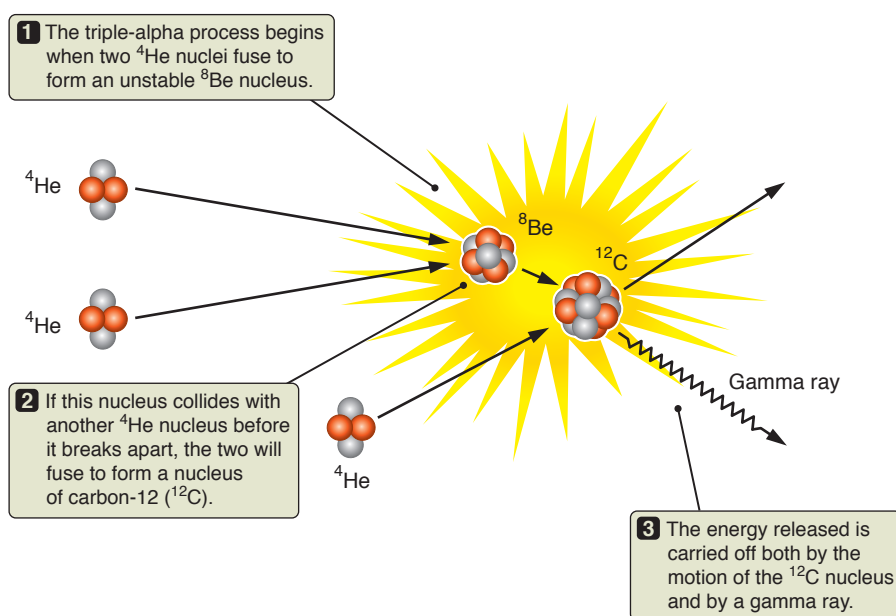 1 The triple-alpha process begins
when two ⁴He nuclei fuse to
form an unstable ⁸Be nucleus.
⁴He
⁸Be
¹²C
⁴He
Gamma ray
2 If this nucleus collides with
another ⁴He nucleus before
it breaks apart, the two will
fuse to form a nucleus
of carbon-12 (¹²C).
⁴He
3 The energy released is
carried off both by the
motion of the ¹²C nucleus
and by a gamma ray.